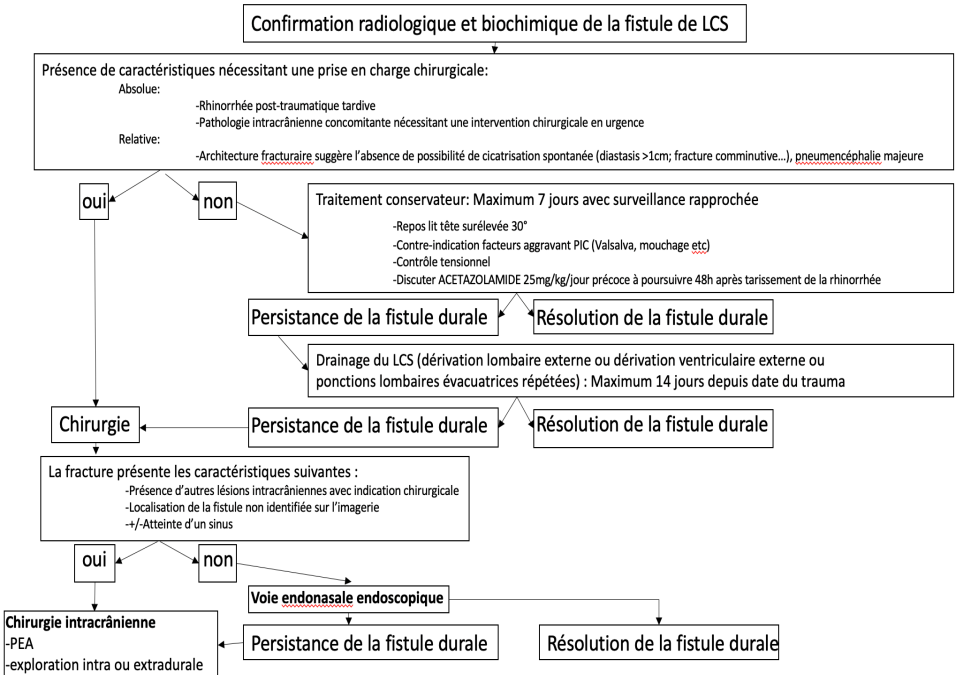 Confirmation radiologique et biochimique de la fistule de LCS
Présence de caractéristiques nécessitant une prise en charge chirurgicale:
Absolue:
-Rhinorrhée post-traumatique tardive
-Pathologie intracrânienne concomitante nécessitant une intervention chirurgicale en urgence
Relative:
-Architecture fracturaire suggère l'absence de possibilité de cicatrisation spontanée (diastasis >1cm; fracture comminutive...), pneumencéphalie majeure
oui
non
Traitement conservateur: Maximum 7 jours avec surveillance rapprochée
-Repos lit tête surélevée 30°
-Contre-indication facteurs aggravant PIC (Valsalva, mouchage etc)
-Contrôle tensionnel
-Discuter ACETAZOLAMIDE 25mg/kg/jour précoce à poursuivre 48h après tarissement de la rhinorrhée
Persistance de la fistule durale
Résolution de la fistule durale
Drainage du LCS (dérivation lombaire externe ou dérivation ventriculaire externe ou
ponctions lombaires évacuatrices répétées) : Maximum 14 jours depuis date du trauma
Chirurgie
Persistance de la fistule durale
Résolution de la fistule durale
La fracture présente les caractéristiques suivantes :
-Présence d'autres lésions intracrâniennes avec indication chirurgicale
-Localisation de la fistule non identifiée sur l'imagerie
-+/-Atteinte d'un sinus
oui
non
Voie endonasale endoscopique
Chirurgie intracrânienne
-PEA
-exploration intra ou extradurale
Persistance de la fistule durale
Résolution de la fistule durale